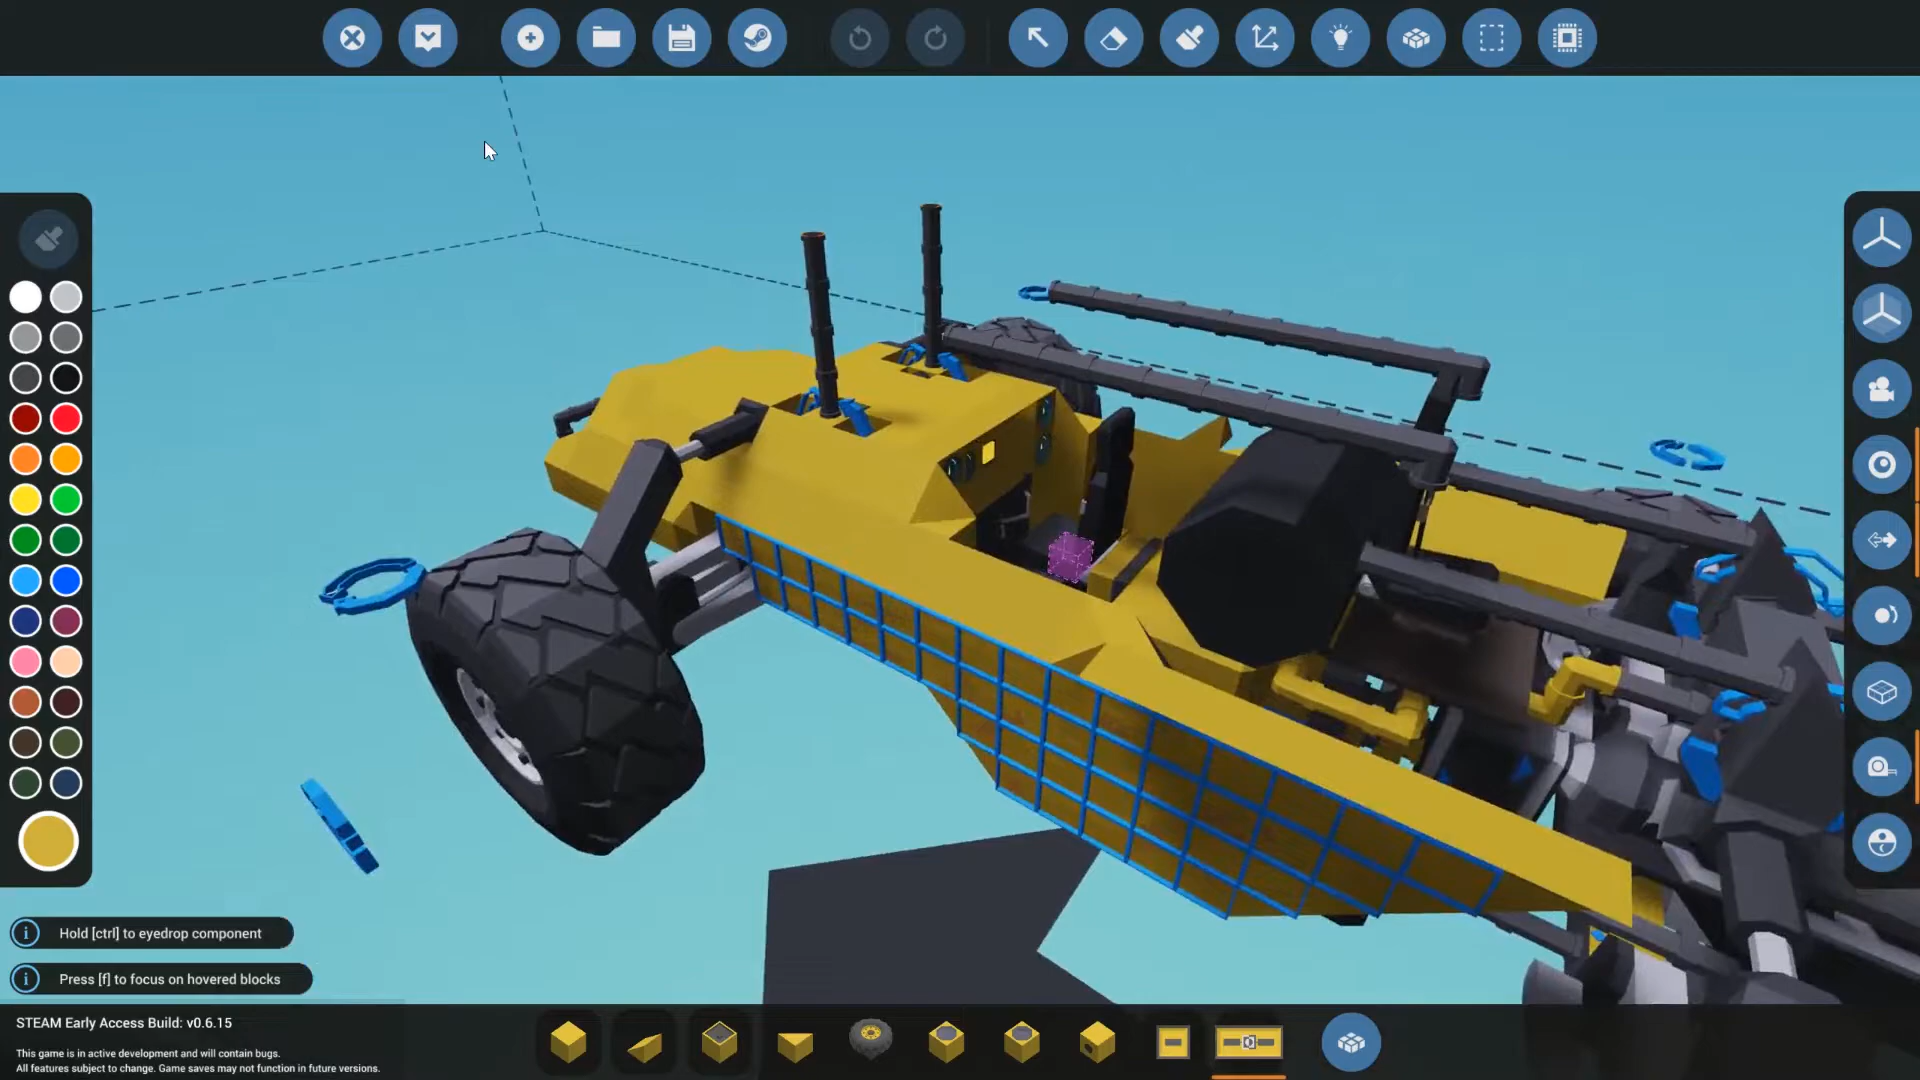 Hold [ctrl] to eyedrop component
Press [f] to focus on hovered blocks
STEAM Early Access Build: v0.6.15
This game is in active development and will contain bugs.
All features subject to change. Game saves may not function in future versions.